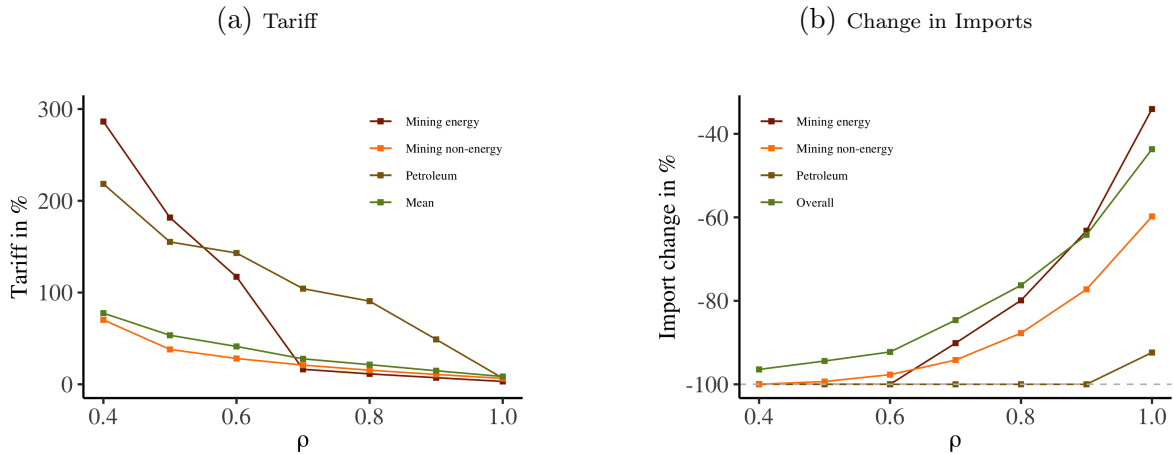 (a) Tariff
Tariff in %
300
200
100
0
0.4
0.6
0.8
1.0
ρ
Mining energy
Mining non-energy
Petroleum
Mean
(b) Change in Imports
Import change in %
-40
-60
-80
-100
0.4
0.6
0.8
1.0
ρ
Mining energy
Mining non-energy
Petroleum
Overall